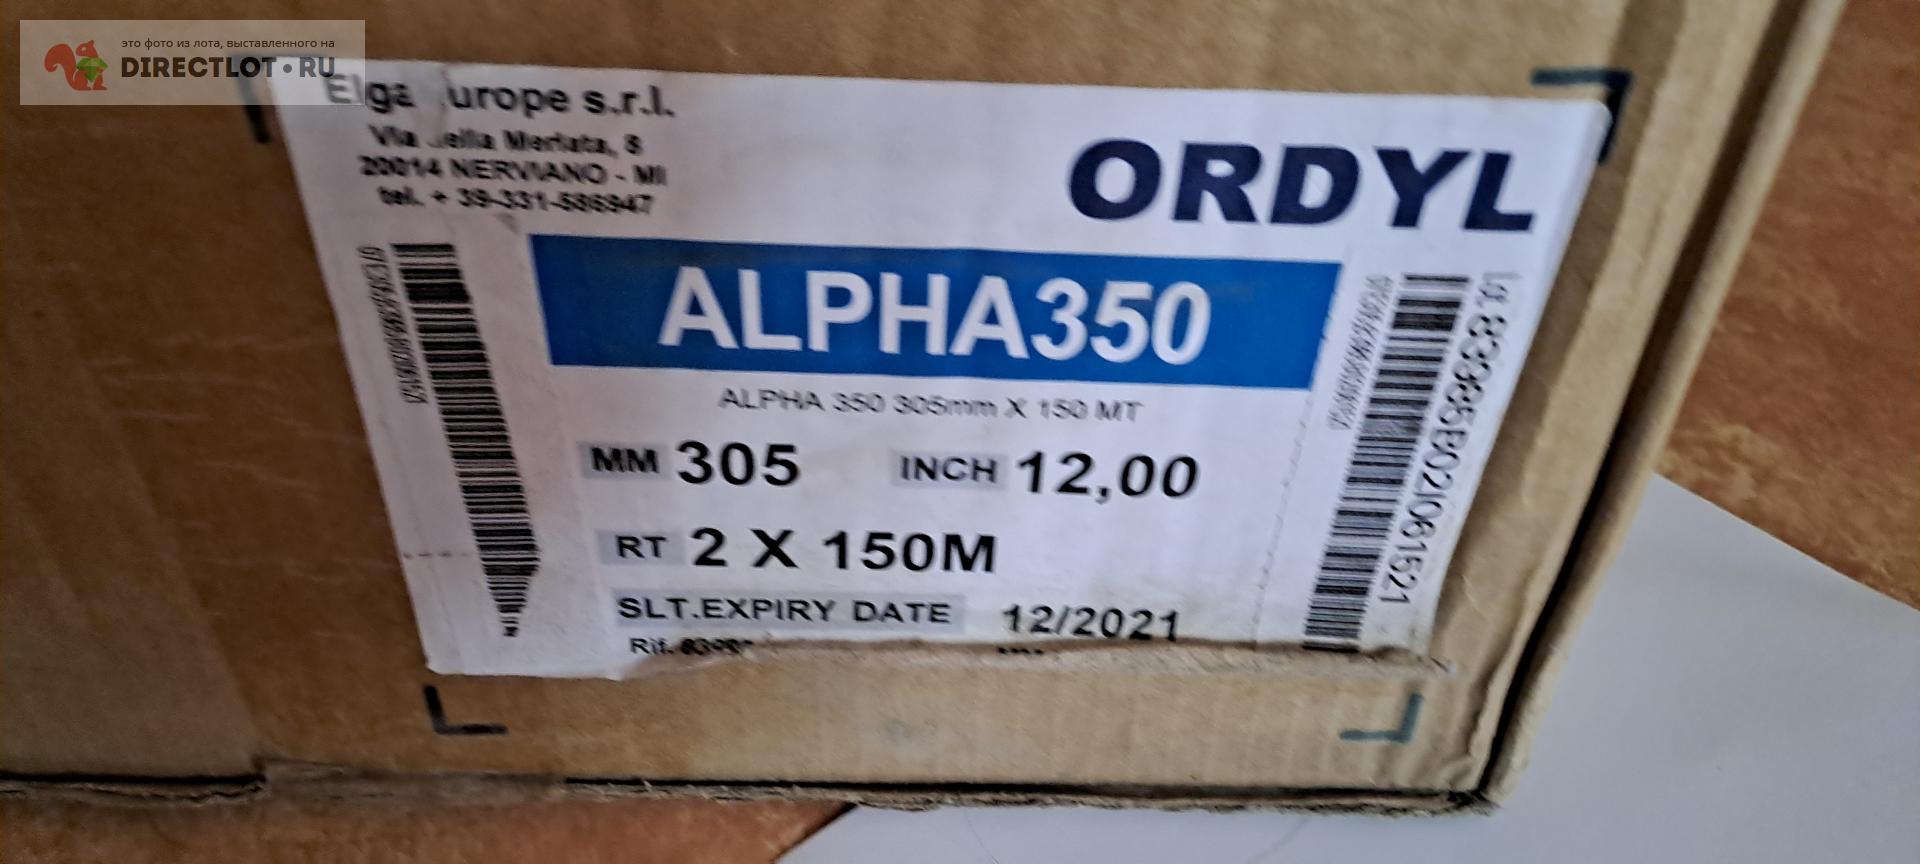 это фото из лота, выставленного на
DIRECTLOT•RU
Elga Europe s.r.l.
Via della Merlata, 8
20014 NERVIANO - MI
tel. + 39-331-586947
ORDYL
ALPHA350
ALPHA 350 305mm X 150 MT
MM 305 INCH 12,00
RT 2 X 150M
SLT.EXPIRY DATE 12/2021
Rif.